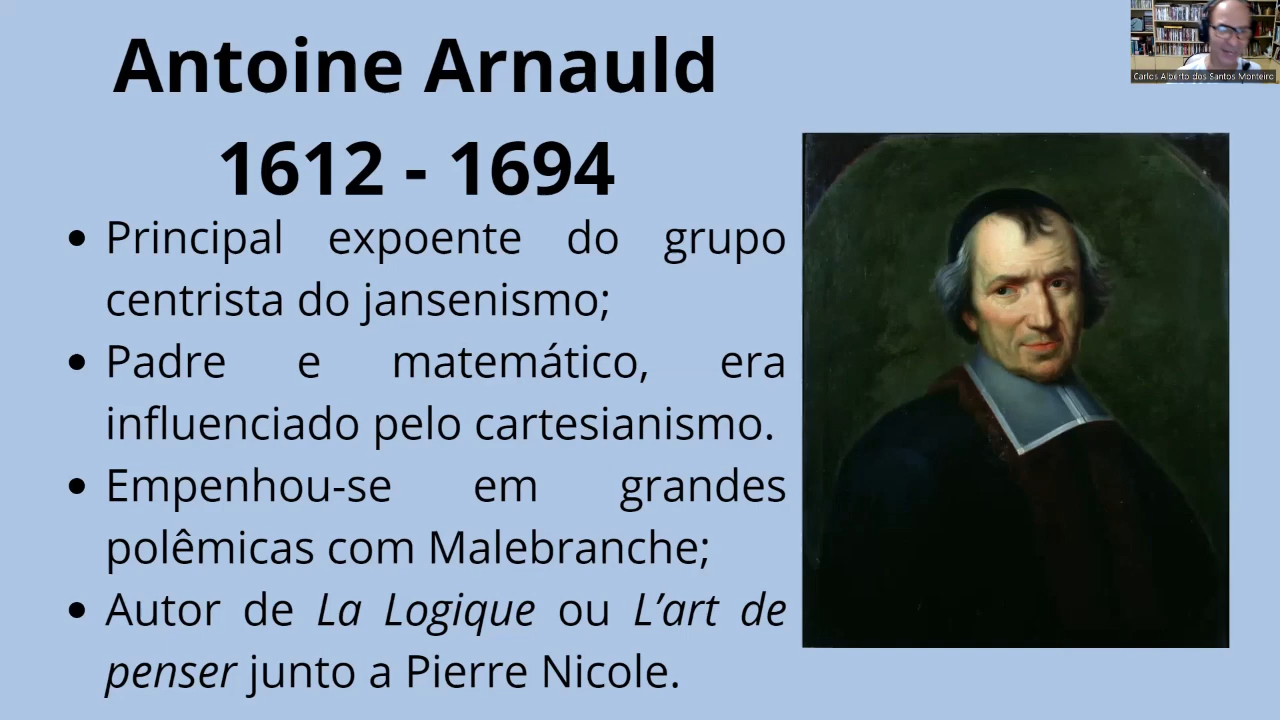 Antoine Arnauld
1612 - 1694
• Principal expoente do grupo
centrista do jansenismo;
• Padre e matemático, era
influenciado pelo cartesianismo.
• Empenhou-se em grandes
polêmicas com Malebranche;
• Autor de La Logique ou L’art de
penser junto a Pierre Nicole.
Carlos Alberto dos Santos Monteiro